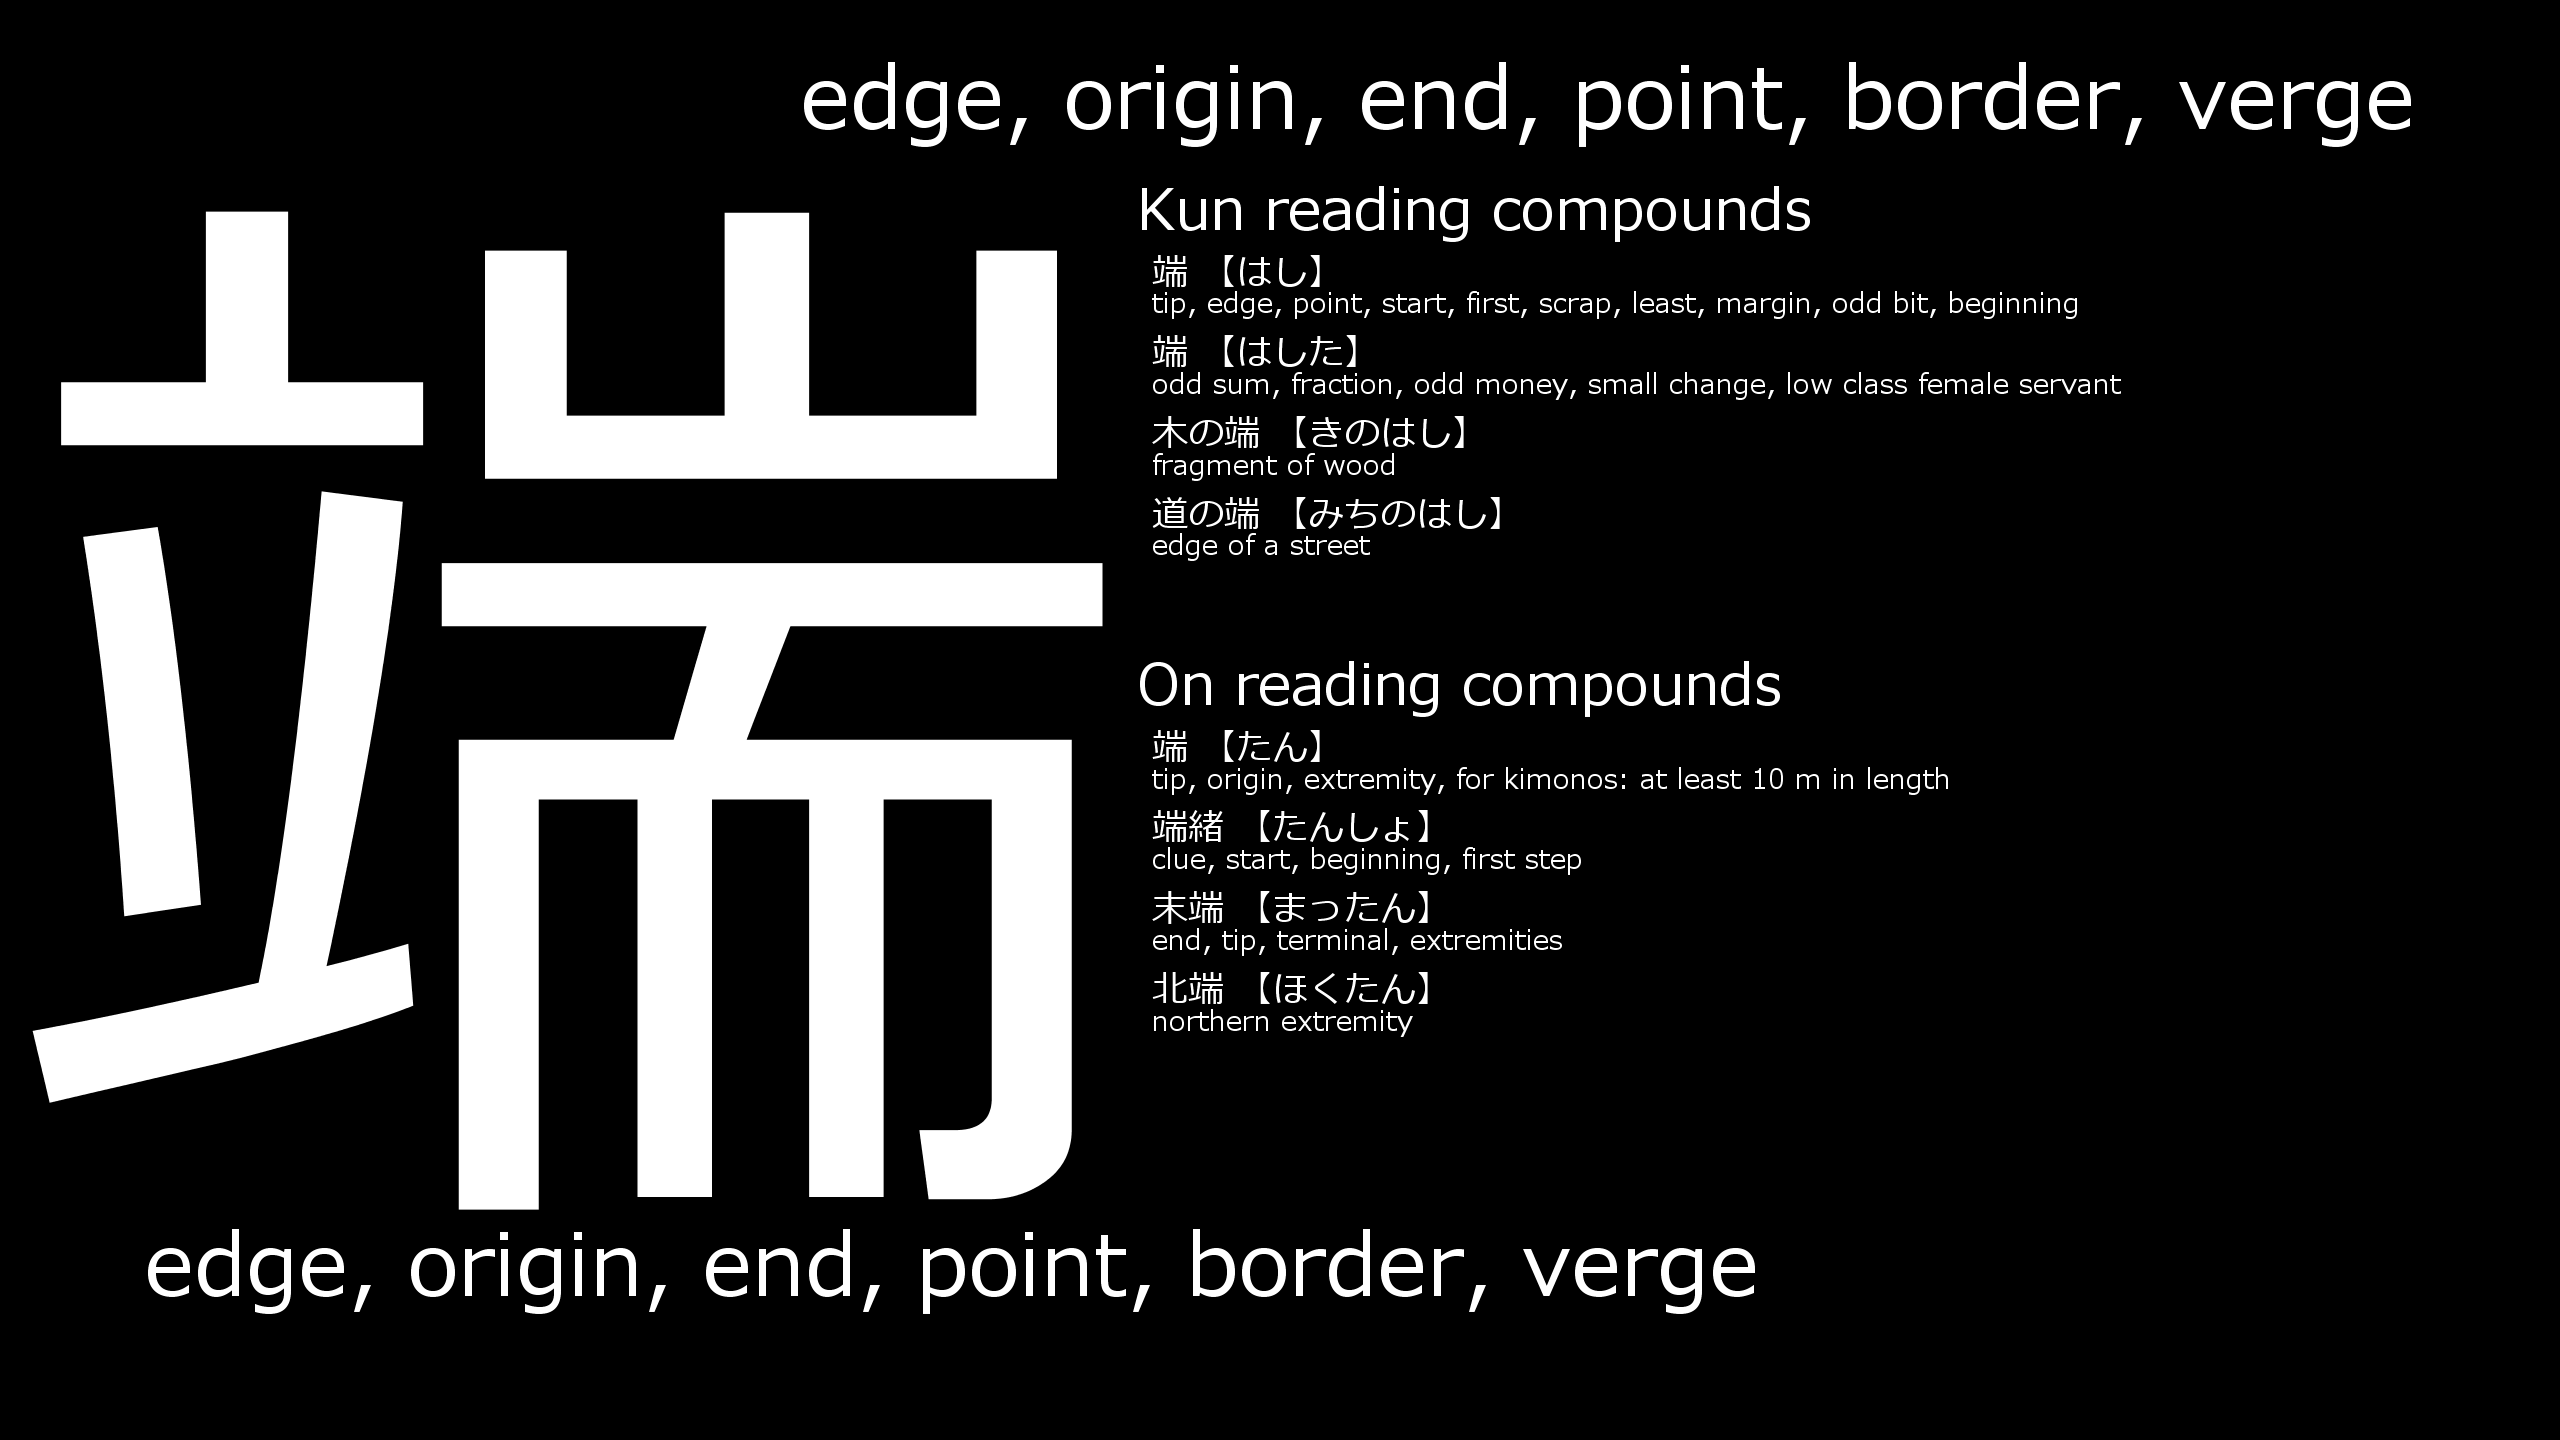 edge, origin, end, point, border, verge
端
Kun reading compounds
端 【はし】
tip, edge, point, start, first, scrap, least, margin, odd bit, beginning
端 【はした】
odd sum, fraction, odd money, small change, low class female servant
木の端 【きのはし】
fragment of wood
道の端 【みちのはし】
edge of a street
On reading compounds
端 【たん】
tip, origin, extremity, for kimonos: at least 10 m in length
端緒 【たんしょ】
clue, start, beginning, first step
末端 【まったん】
end, tip, terminal, extremities
北端 【ほくたん】
northern extremity
edge, origin, end, point, border, verge